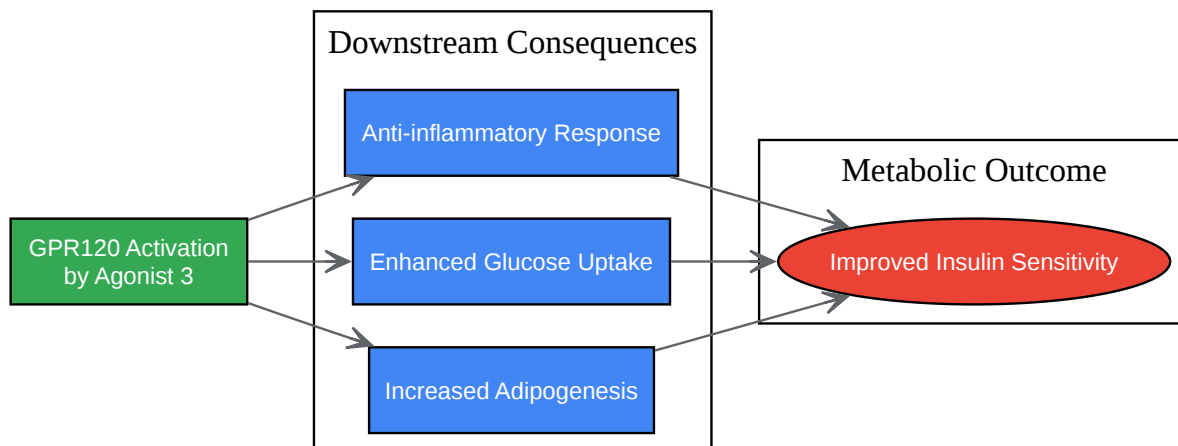 Downstream Consequences
Anti-inflammatory Response
Metabolic Outcome
GPR120 Activation
by Agonist 3
Enhanced Glucose Uptake
Improved Insulin Sensitivity
Increased Adipogenesis